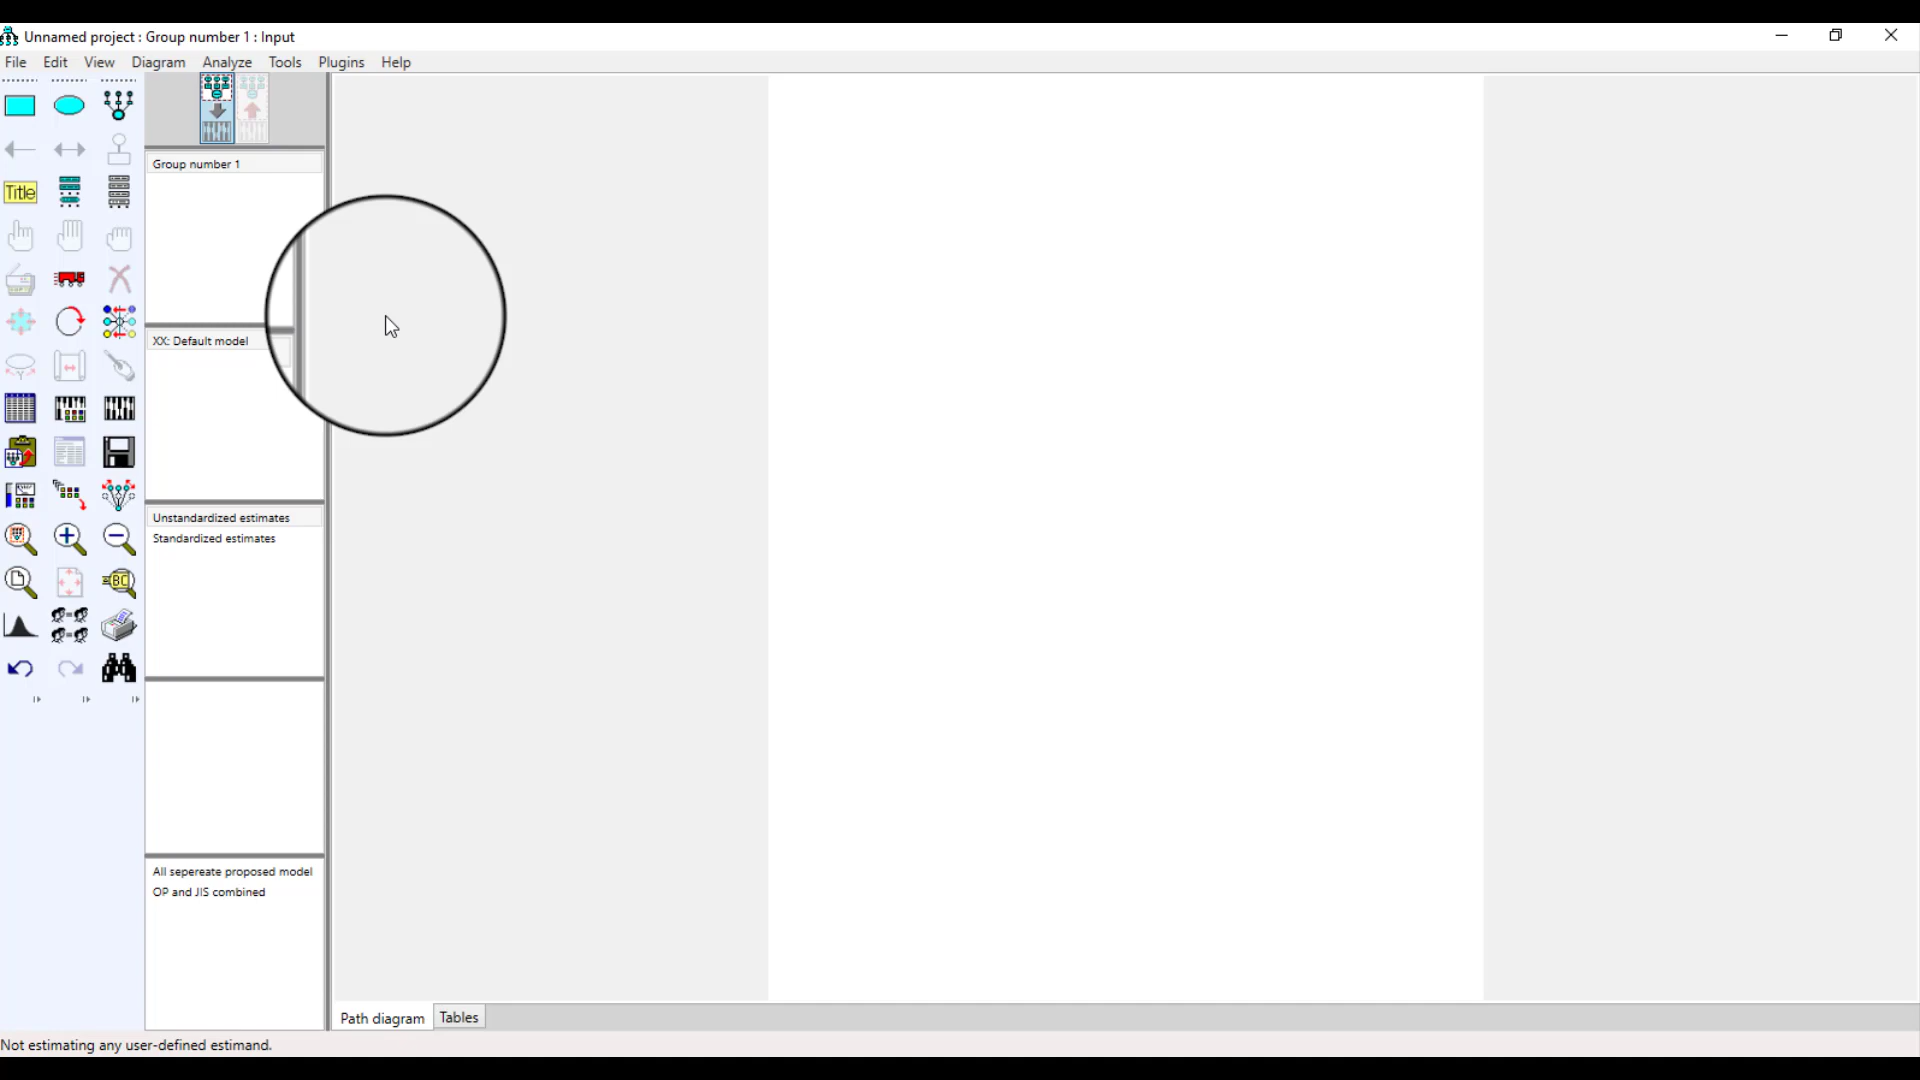 Unnamed project : Group number 1 : Input
File Edit View Diagram Analyze Tools Plugins Help
Group number 1
Title
XX: Default model
Unstandardized estimates
Standardized estimates
All sepereate proposed model
OP and JIS combined
Path diagram Tables
Not estimating any user-defined estimand.